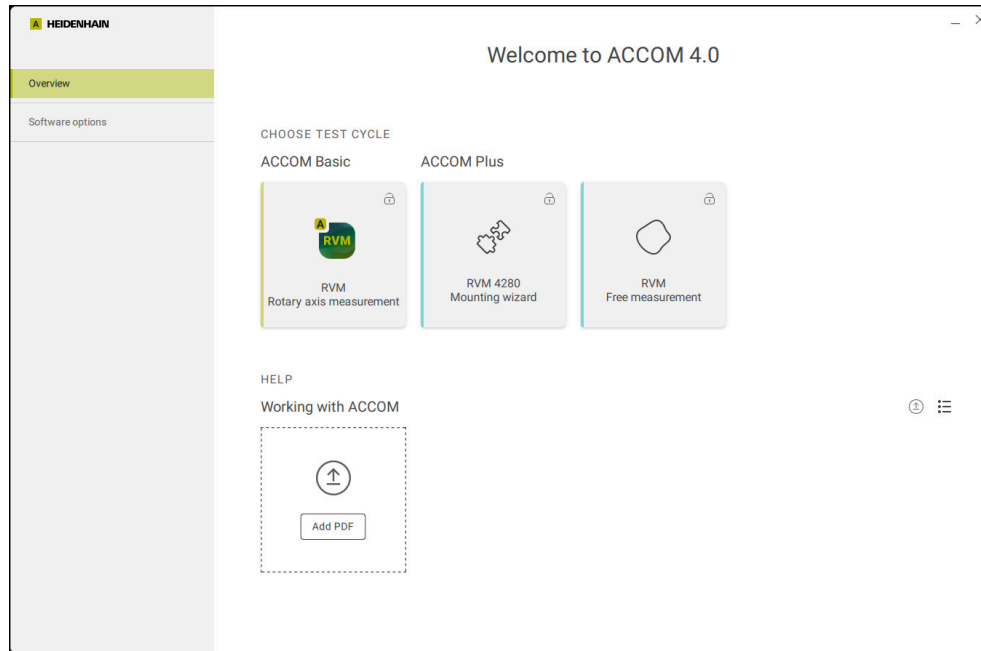 A HEIDENHAIN
Welcome to ACCOM 4.0
Overview
Software options
CHOOSE TEST CYCLE
ACCOM Basic
ACCOM Plus
A
RVM
RVM
Rotary axis measurement
RVM 4280
Mounting wizard
RVM
Free measurement
HELP
Working with ACCOM
Add PDF